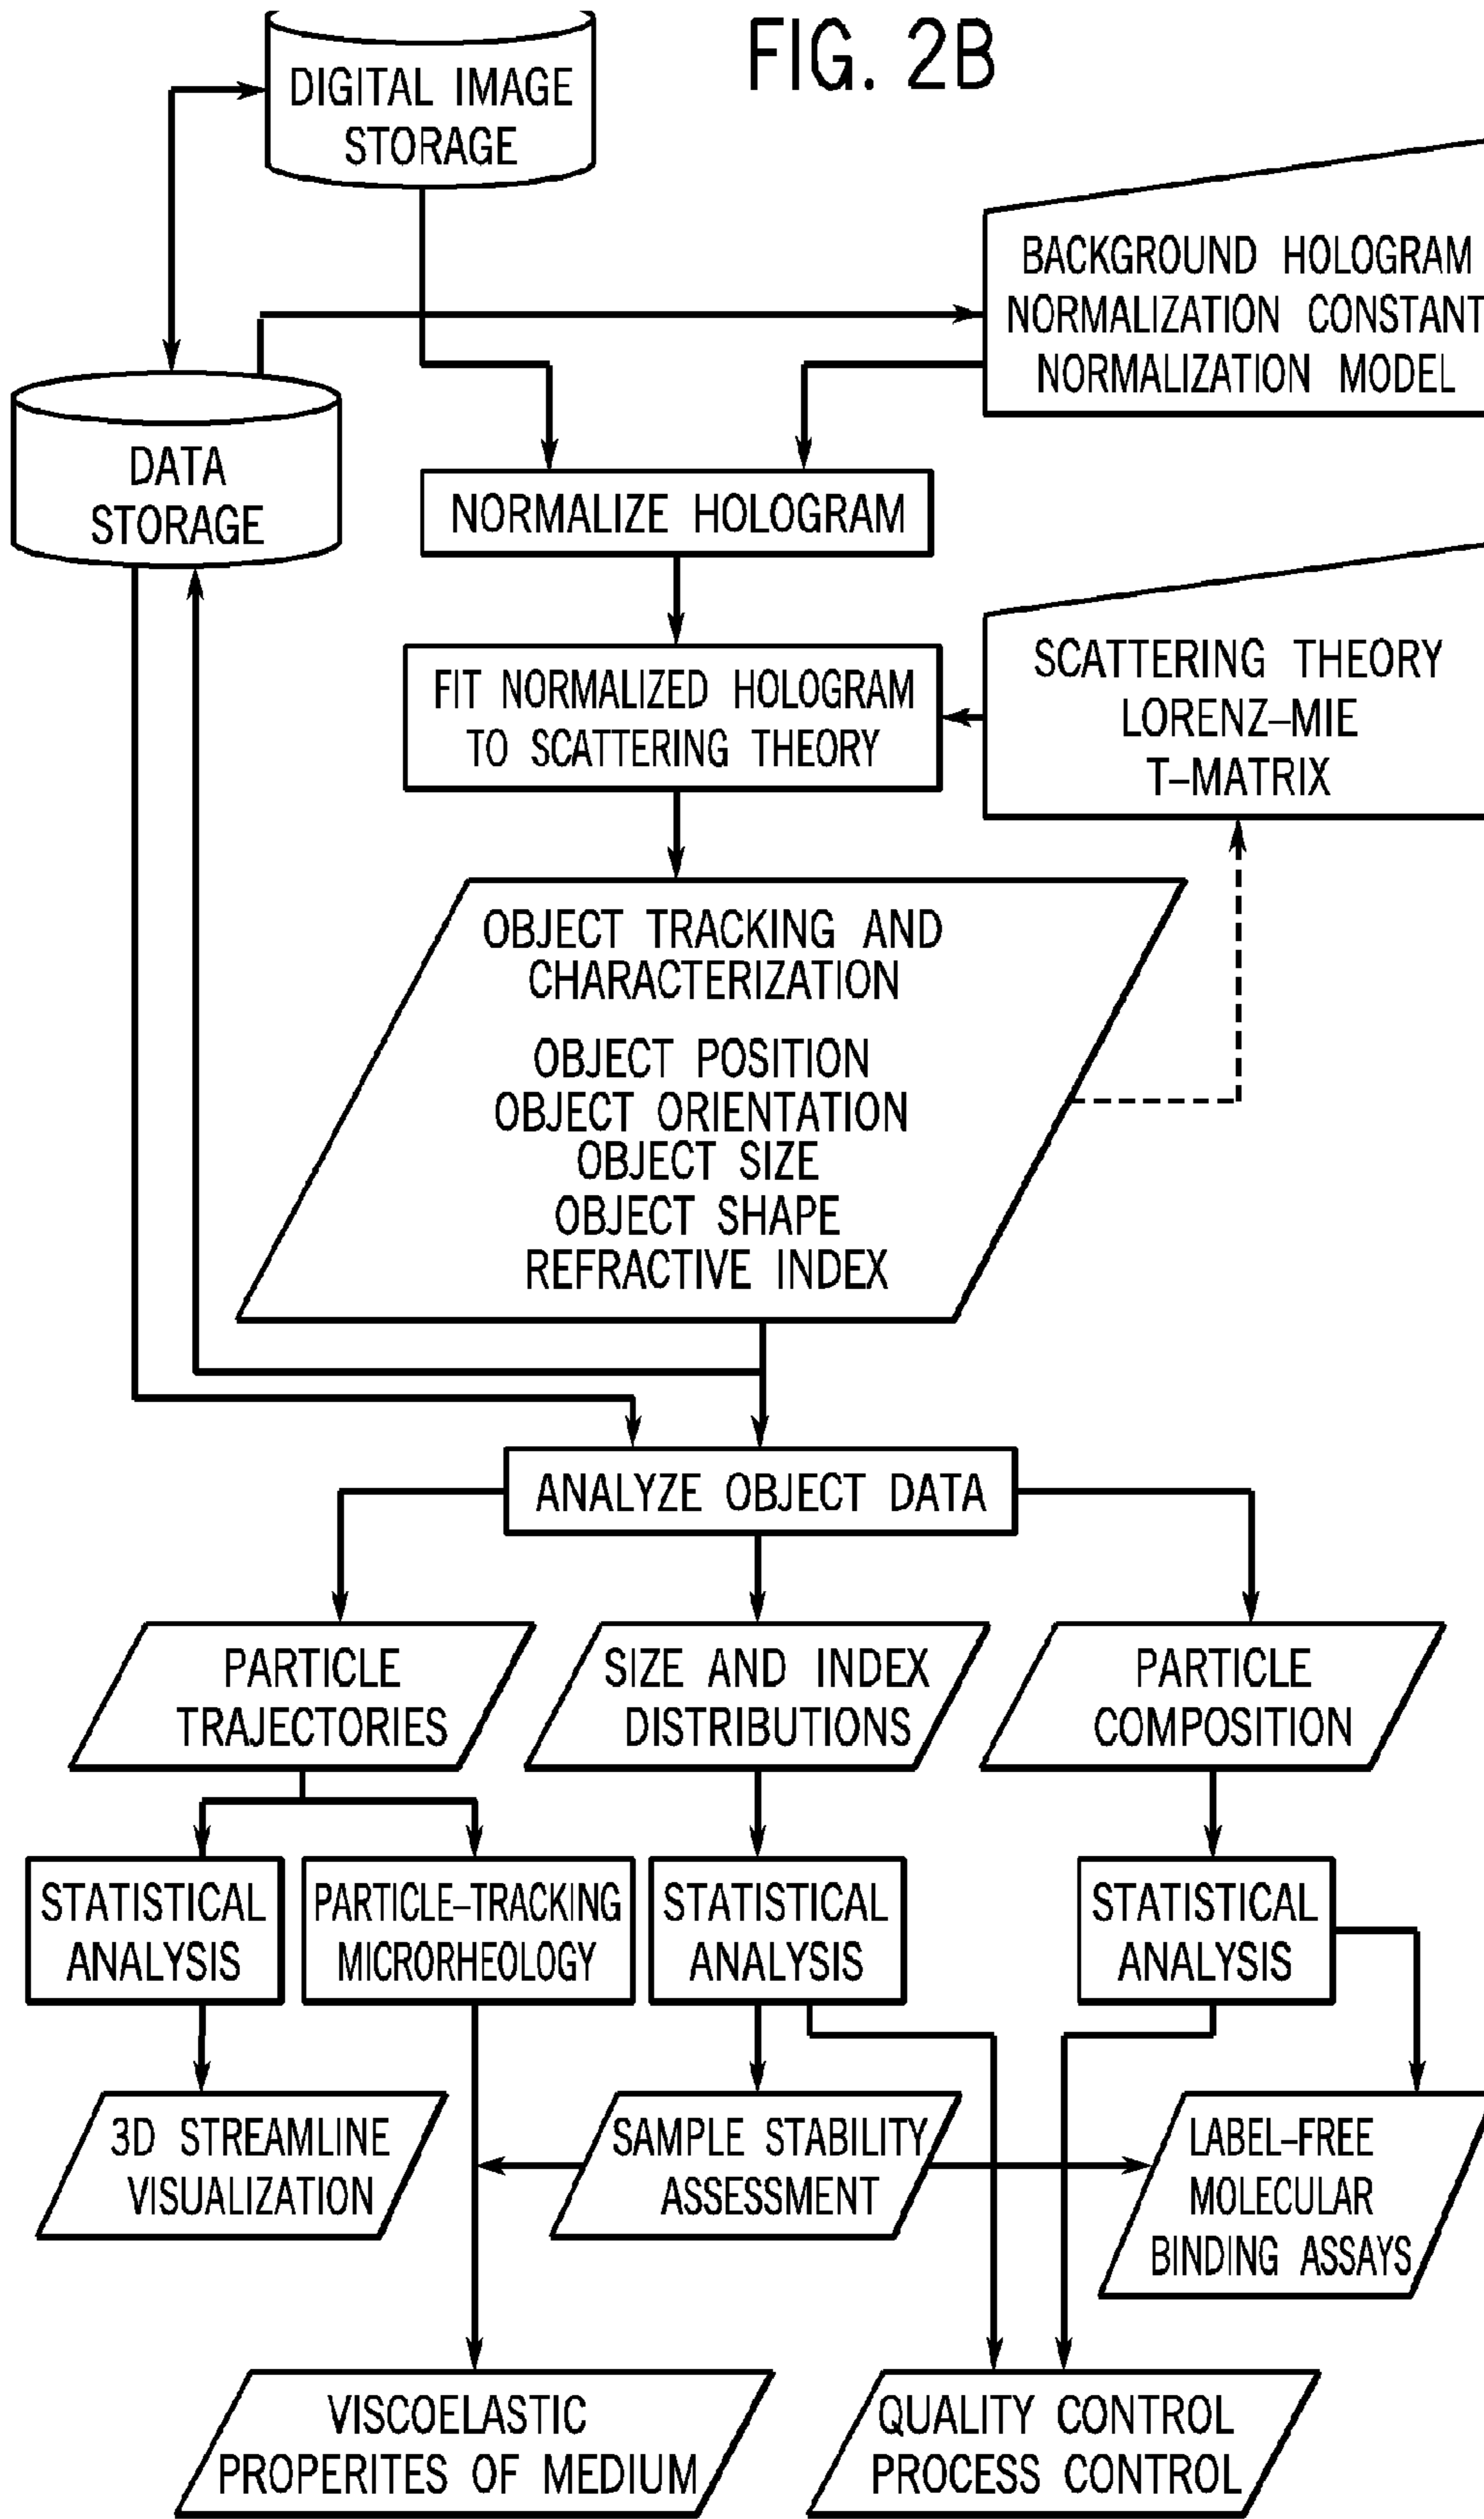 FIG. 2B
DIGITAL IMAGE
STORAGE
BACKGROUND HOLOGRAM
NORMALIZATION CONSTANT
NORMALIZATION MODEL
DATA
STORAGE
NORMALIZE HOLOGRAM
FIT NORMALIZED HOLOGRAM
TO SCATTERING THEORY
SCATTERING THEORY
LORENZ–MIE
T–MATRIX
OBJECT TRACKING AND
CHARACTERIZATION
OBJECT POSITION
OBJECT ORIENTATION
OBJECT SIZE
OBJECT SHAPE
REFRACTIVE INDEX
ANALYZE OBJECT DATA
PARTICLE
TRAJECTORIES
SIZE AND INDEX
DISTRIBUTIONS
PARTICLE
COMPOSITION
STATISTICAL
ANALYSIS
PARTICLE–TRACKING
MICRORHEOLOGY
STATISTICAL
ANALYSIS
STATISTICAL
ANALYSIS
3D STREAMLINE
VISUALIZATION
SAMPLE STABILITY
ASSESSMENT
LABEL–FREE
MOLECULAR
BINDING ASSAYS
VISCOELASTIC
PROPERITES OF MEDIUM
QUALITY CONTROL
PROCESS CONTROL